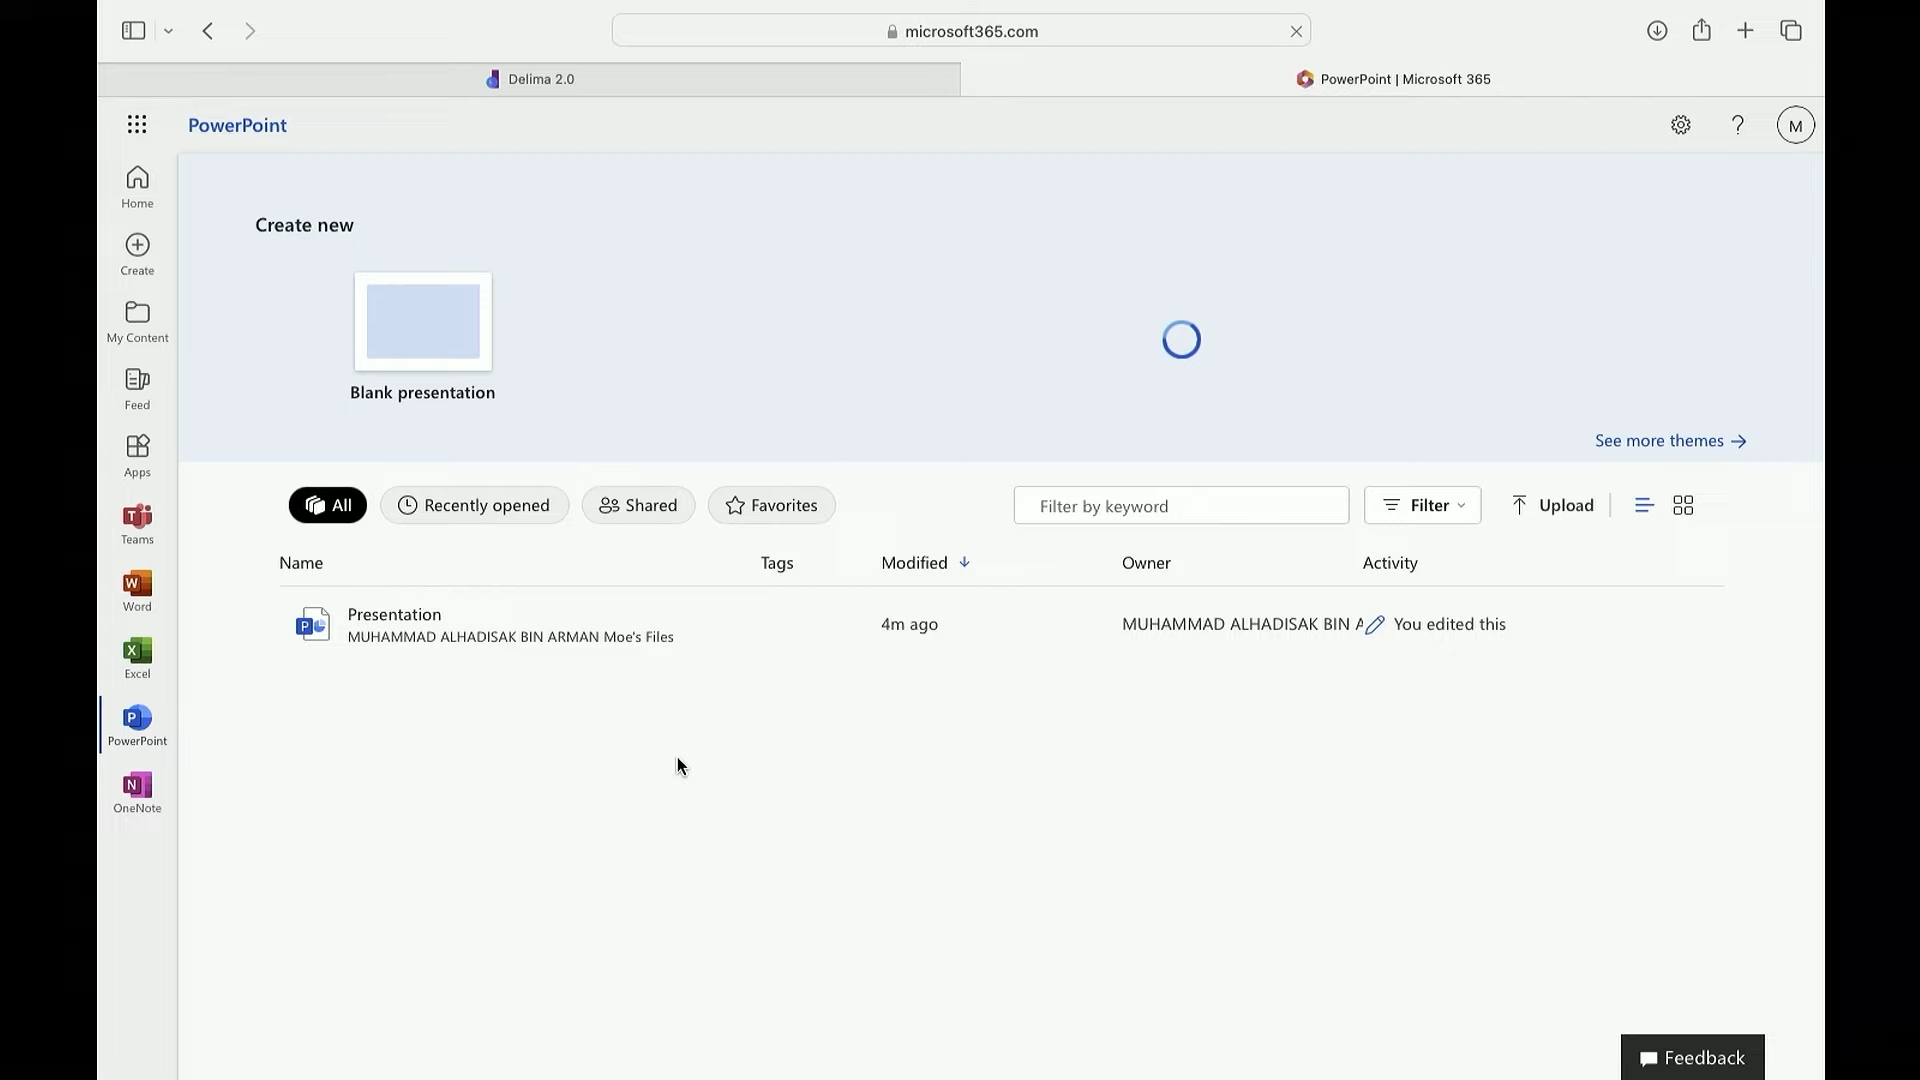 microsoft365.com
Delima 2.0
PowerPoint | Microsoft 365
PowerPoint
M
Home
Create
My Content
Feed
Apps
Teams
Word
Excel
PowerPoint
OneNote
Create new
Blank presentation
See more themes
All
Recently opened
Shared
Favorites
Filter by keyword
Filter
Upload
Name
Tags
Modified
Owner
Activity
Presentation
MUHAMMAD ALHADISAK BIN ARMAN Moe's Files
4m ago
MUHAMMAD ALHADISAK BIN A
You edited this
Feedback